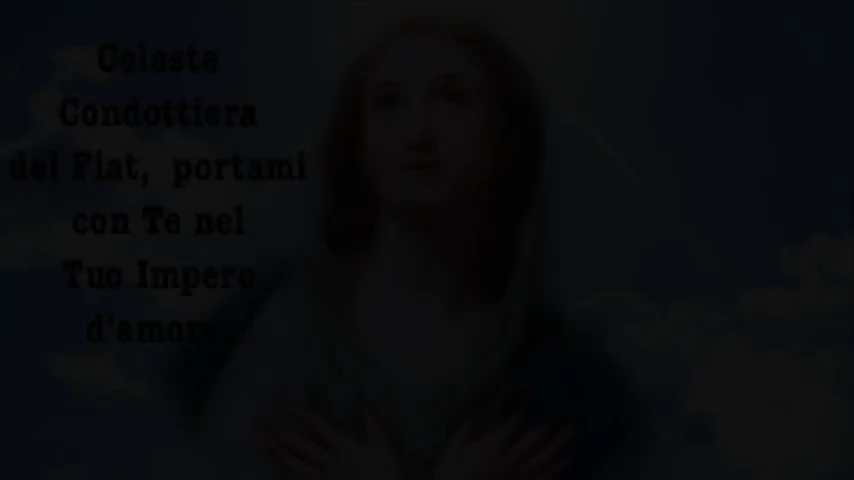 Celeste
Condottiera
del Fiat, portami
con Te nel
Tuo Impero
d'amore